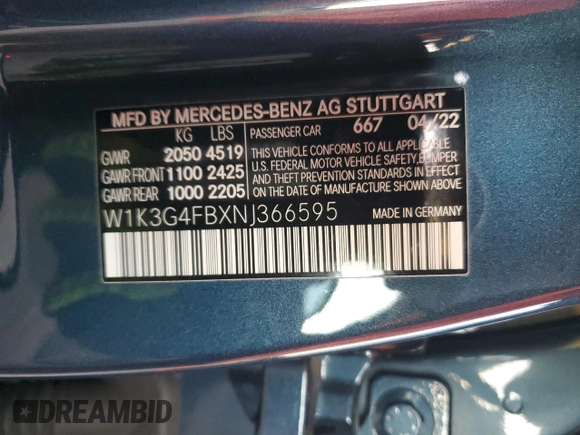 MFD BY MERCEDES-BENZ AG STUTTGART
KG LBS PASSENGER CAR 667 04/22
GVWR 2050 4519
GAWR FRONT 1100 2425
GAWR REAR 1000 2205
THIS VEHICLE CONFORMS TO ALL APPLICABLE
U.S. FEDERAL MOTOR VEHICLE SAFETY, BUMPER
AND THEFT PREVENTION STANDARDS IN EFFECT
ON THE DATE OF MANUFACTURE SHOWN ABOVE.
W1K3G4FBXNJ366595 MADE IN GERMANY
DREAMBID